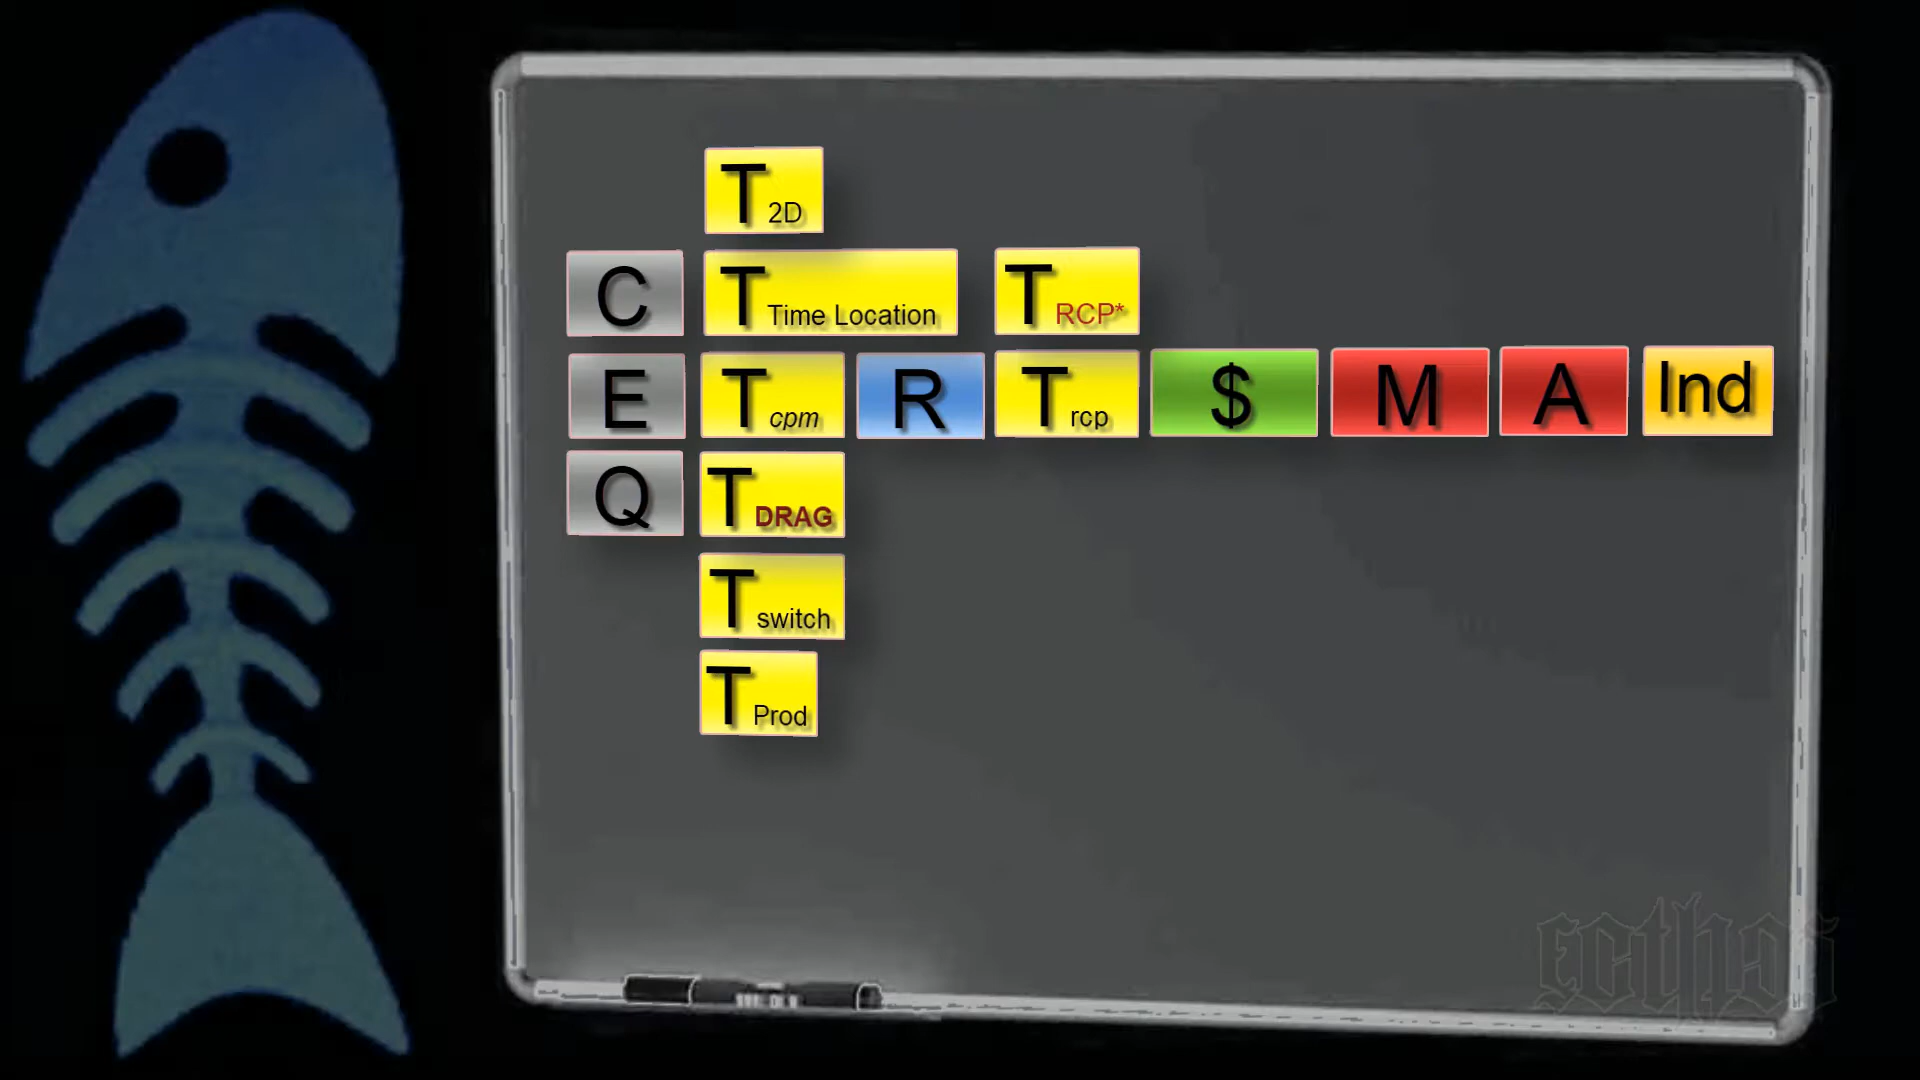 T 2D
C T Time Location T RCP*
E T cpm R T rcp $ M A Ind
Q T DRAG
T switch
T Prod